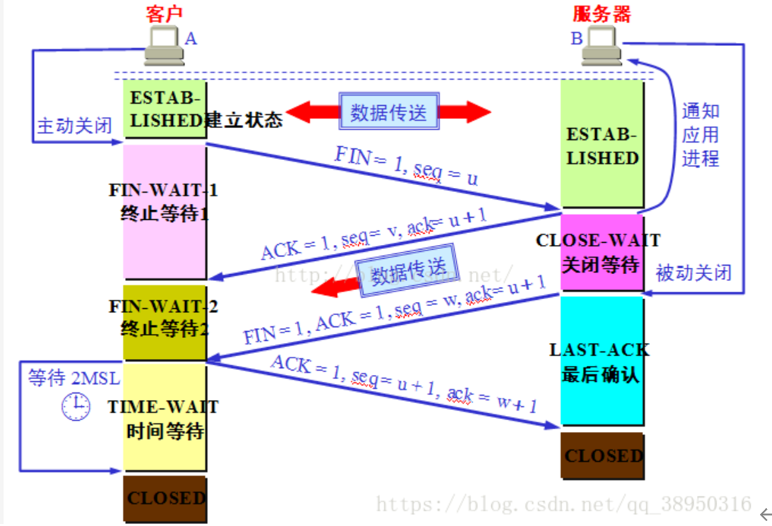 客户
服务器
A
B
ESTAB-
LISHED建立状态
数据传送
ESTAB-
LISHED
主动关闭
通知
应用
进程
FIN = 1, seq = u
FIN-WAIT-1
终止等待1
ACK = 1, seq = v, ack= u + 1
CLOSE-WAIT
关闭等待
数据传送
被动关闭
FIN-WAIT-2
终止等待2
FIN = 1, ACK = 1, seq = w, ack= u + 1
LAST-ACK
最后确认
等待 2MSL
ACK = 1, seq= u + 1, ack = w + 1
TIME-WAIT
时间等待
CLOSED
CLOSED
https://blog.csdn.net/qq_38950316